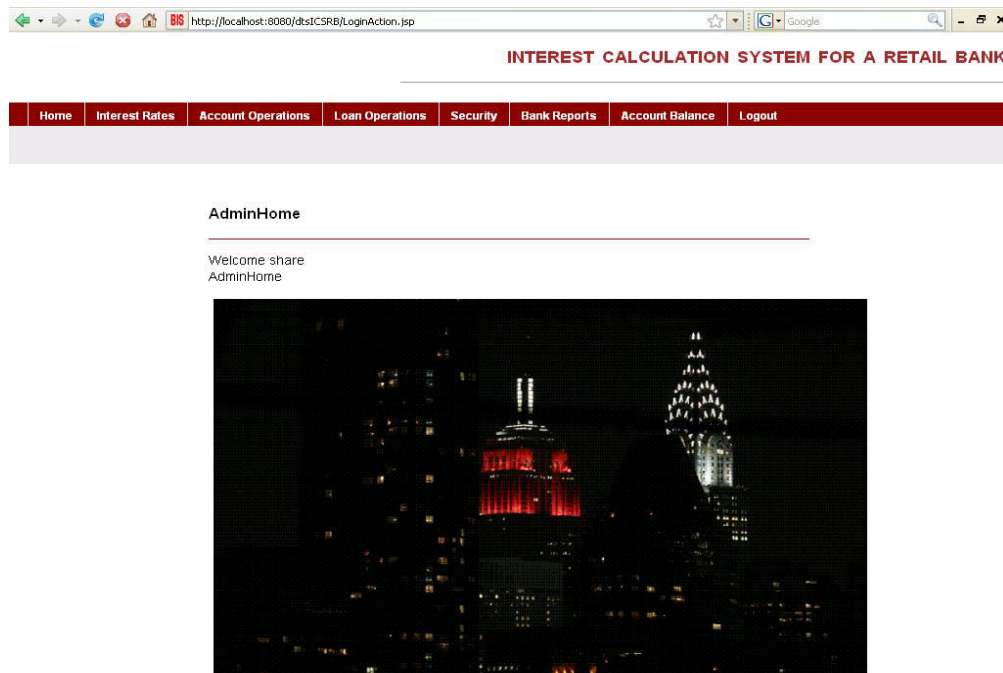 BIS http://localhost:8080/dtsICSRB/LoginAction.jsp G Google
INTEREST CALCULATION SYSTEM FOR A RETAIL BANK
Home Interest Rates Account Operations Loan Operations Security Bank Reports Account Balance Logout
AdminHome
Welcome share
AdminHome